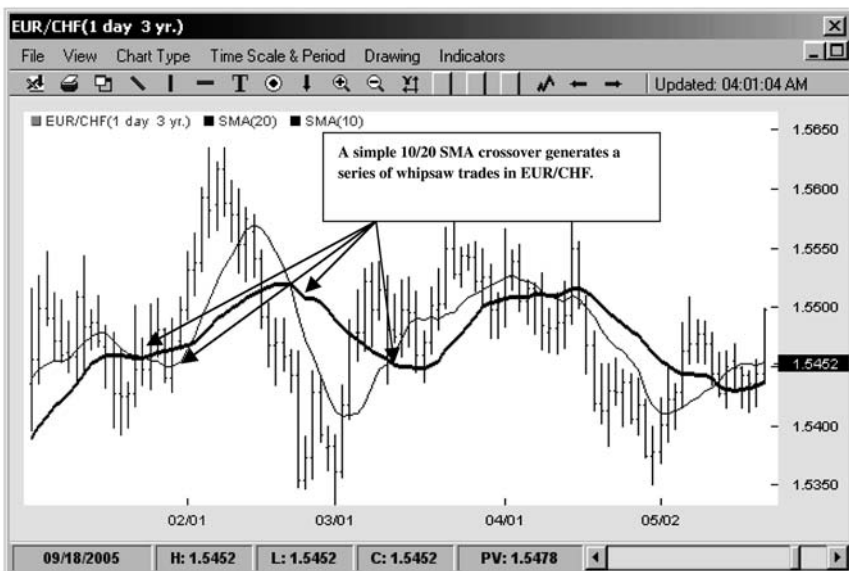 EUR/CHF(1 day 3 yr.)
File View Chart Type Time Scale & Period Drawing Indicators
T Updated: 04:01:04 AM
EUR/CHF(1 day 3 yr.) SMA(20) SMA(10)
A simple 10/20 SMA crossover generates a
series of whipsaw trades in EUR/CHF.
1.5650
1.5600
1.5550
1.5500
1.5452
1.5400
1.5350
02/01 03/01 04/01 05/02
09/18/2005 H: 1.5452 L: 1.5452 C: 1.5452 PV: 1.5478